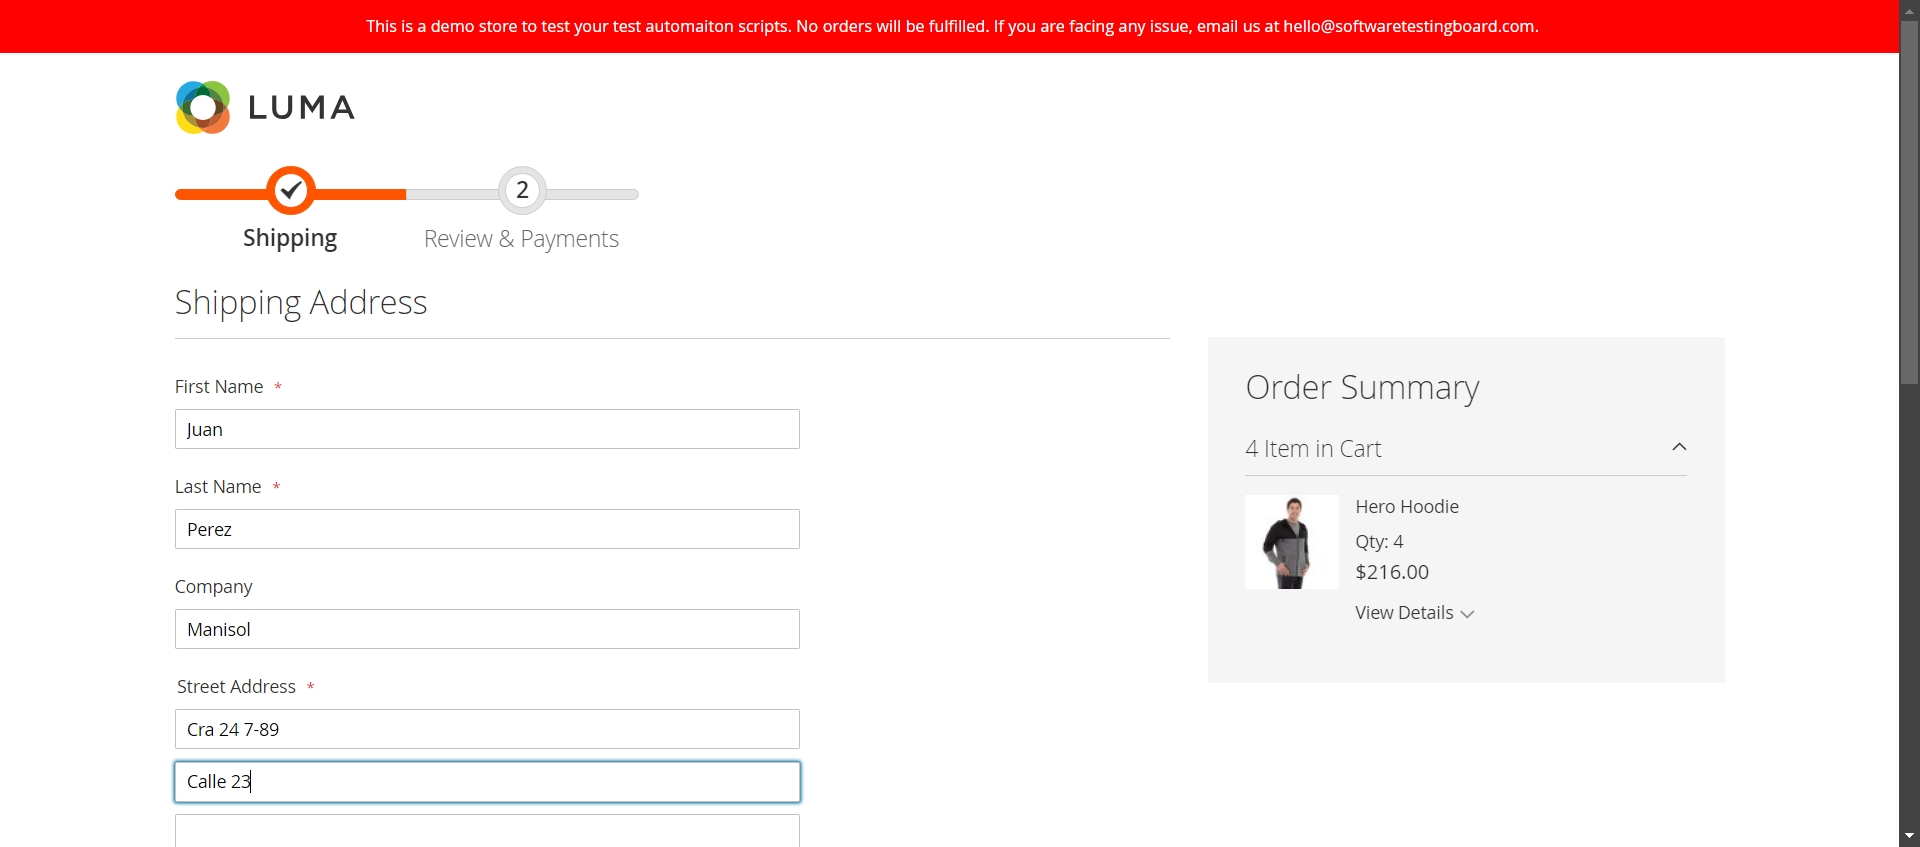 This is a demo store to test your test automaiton scripts. No orders will be fulfilled. If you are facing any issue, email us at hello@softwaretestingboard.com.
LUMA
2
Shipping
Review & Payments
Shipping Address
First Name *
Juan
Last Name *
Perez
Company
Manisol
Street Address *
Cra 24 7-89
Calle 23
Order Summary
4 Item in Cart
Hero Hoodie
Qty: 4
$216.00
View Details